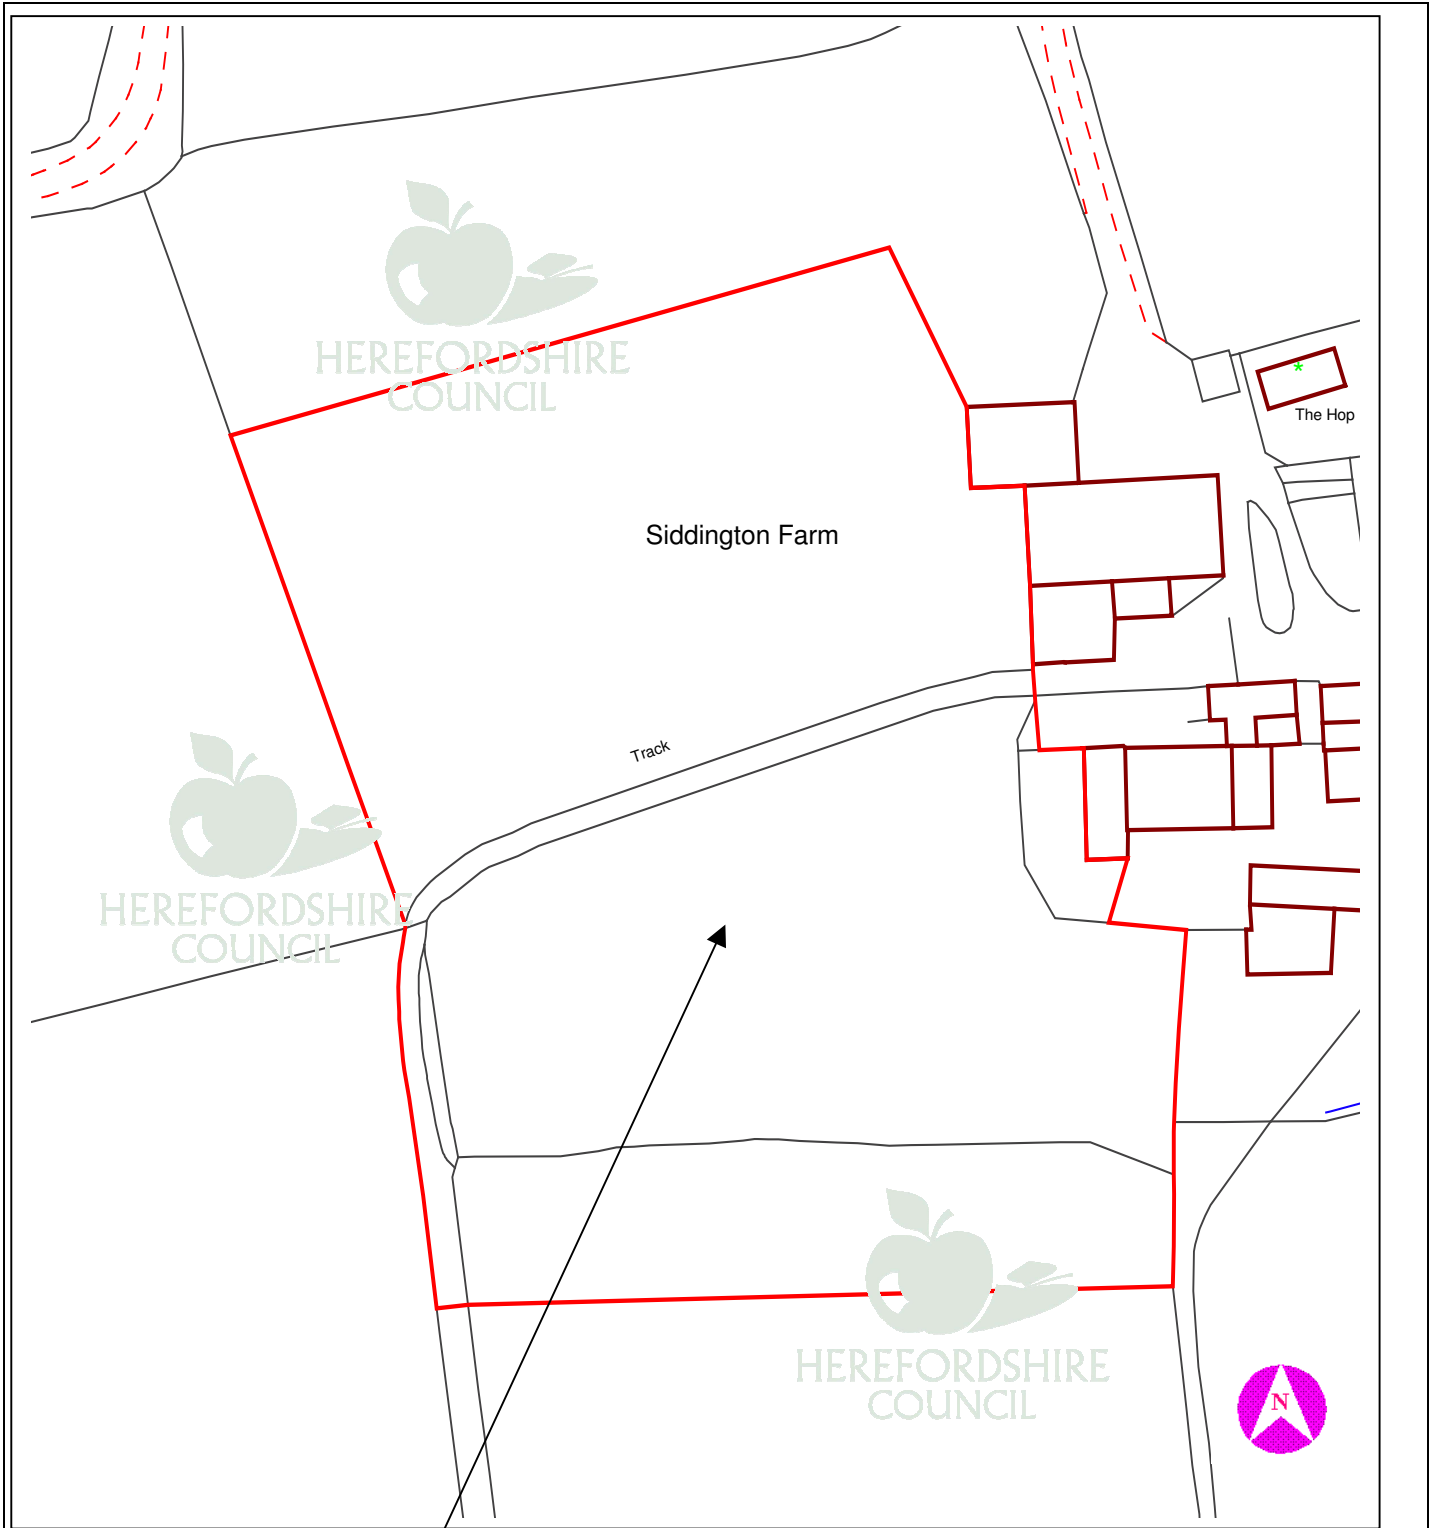 HEREFORDSHIRE
COUNCIL
The Hop
Siddington Farm
Track
HEREFORDSHIRE
COUNCIL
HEREFORDSHIRE
COUNCIL
N